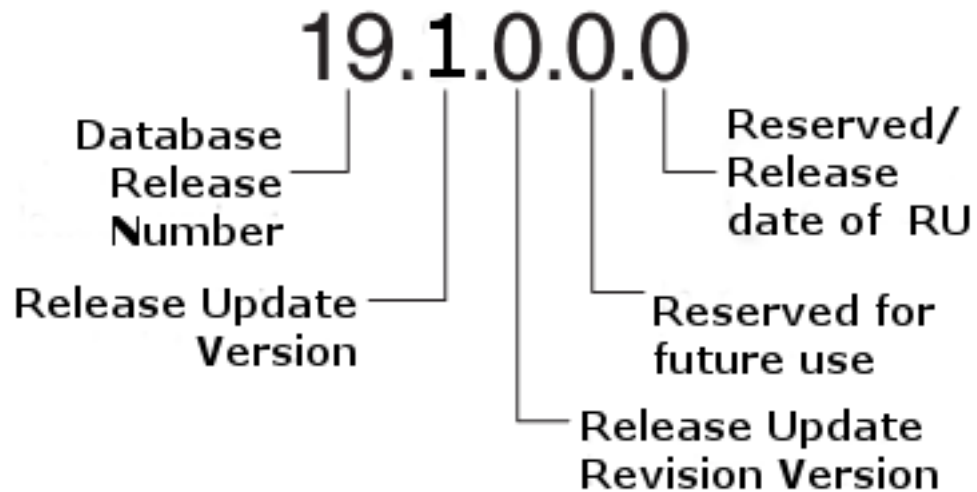 19.1.0.0.0
Database
Release
Number
Reserved/
Release
date of RU
Release Update
Version
Reserved for
future use
Release Update
Revision Version